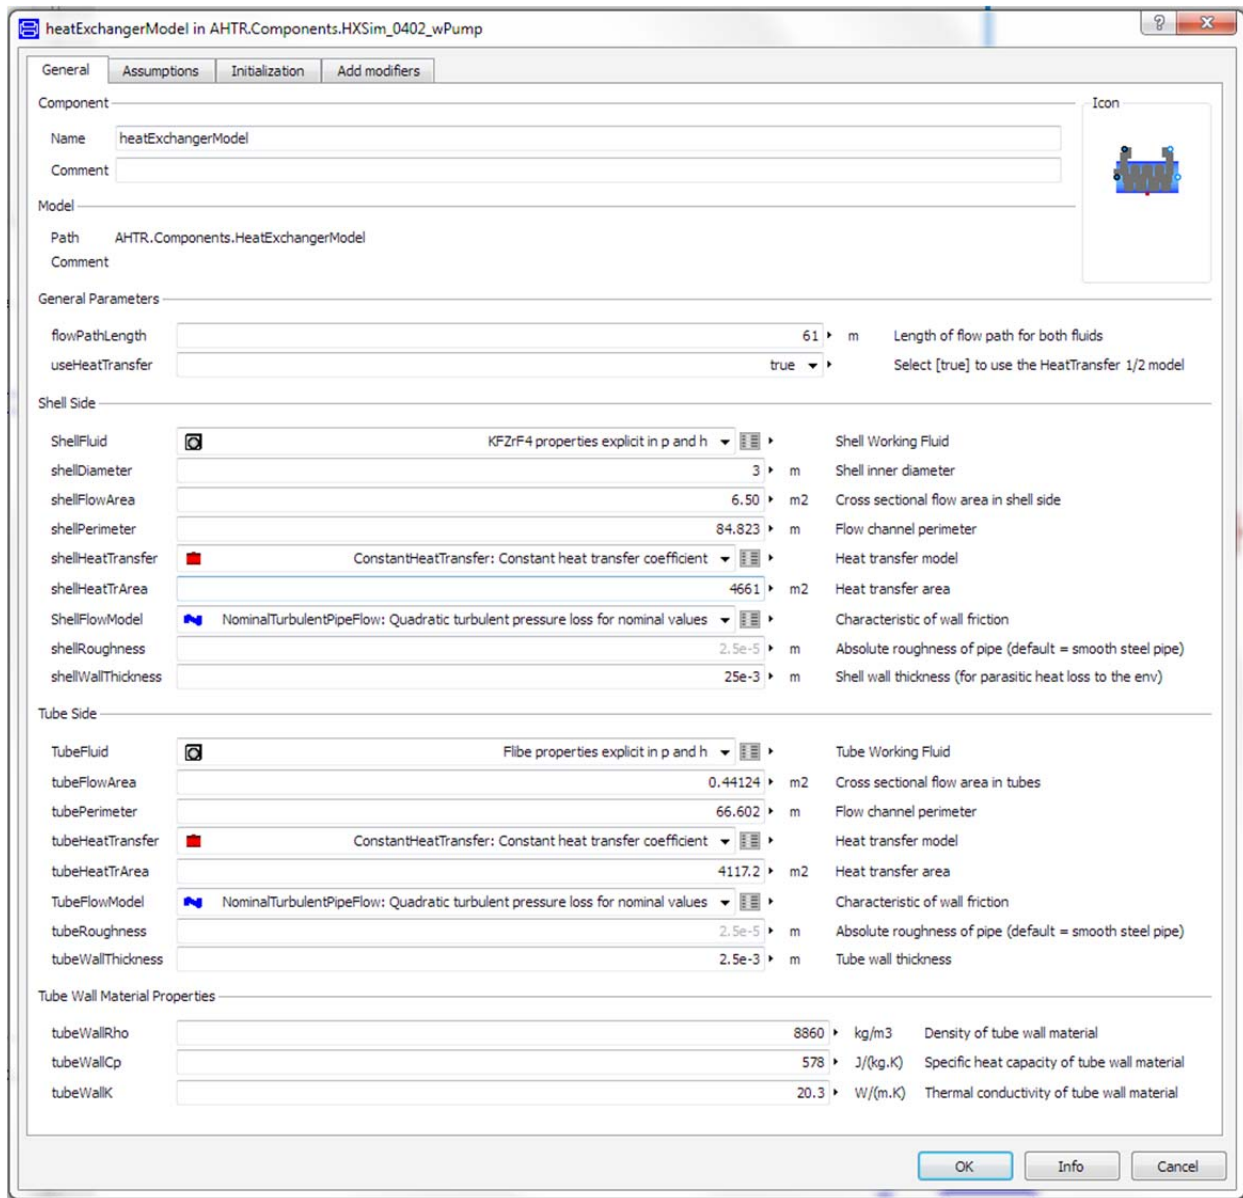 heatExchangerModel in AHTR.Components.HXSim_0402_wPump
General Assumptions Initialization Add modifiers
Component Icon
Name heatExchangerModel
Comment
Model
Path AHTR.Components.HeatExchangerModel
Comment
General Parameters
flowPathLength 61 m Length of flow path for both fluids
useHeatTransfer true Select [true] to use the HeatTransfer 1/2 model
Shell Side
ShellFluid KFZrF4 properties explicit in p and h Shell Working Fluid
shellDiameter 3 m Shell inner diameter
shellFlowArea 6.50 m2 Cross sectional flow area in shell side
shellPerimeter 84.823 m Flow channel perimeter
shellHeatTransfer ConstantHeatTransfer: Constant heat transfer coefficient Heat transfer model
shellHeatTrArea 4661 m2 Heat transfer area
ShellFlowModel NominalTurbulentPipeFlow: Quadratic turbulent pressure loss for nominal values Characteristic of wall friction
shellRoughness 2.5e-5 m Absolute roughness of pipe (default = smooth steel pipe)
shellWallThickness 25e-3 m Shell wall thickness (for parasitic heat loss to the env)
Tube Side
TubeFluid Flibe properties explicit in p and h Tube Working Fluid
tubeFlowArea 0.44124 m2 Cross sectional flow area in tubes
tubePerimeter 66.602 m Flow channel perimeter
tubeHeatTransfer ConstantHeatTransfer: Constant heat transfer coefficient Heat transfer model
tubeHeatTrArea 4117.2 m2 Heat transfer area
TubeFlowModel NominalTurbulentPipeFlow: Quadratic turbulent pressure loss for nominal values Characteristic of wall friction
tubeRoughness 2.5e-5 m Absolute roughness of pipe (default = smooth steel pipe)
tubeWallThickness 2.5e-3 m Tube wall thickness
Tube Wall Material Properties
tubeWallRho 8860 kg/m3 Density of tube wall material
tubeWallCp 578 J/(kg.K) Specific heat capacity of tube wall material
tubeWallK 20.3 W/(m.K) Thermal conductivity of tube wall material
OK Info Cancel